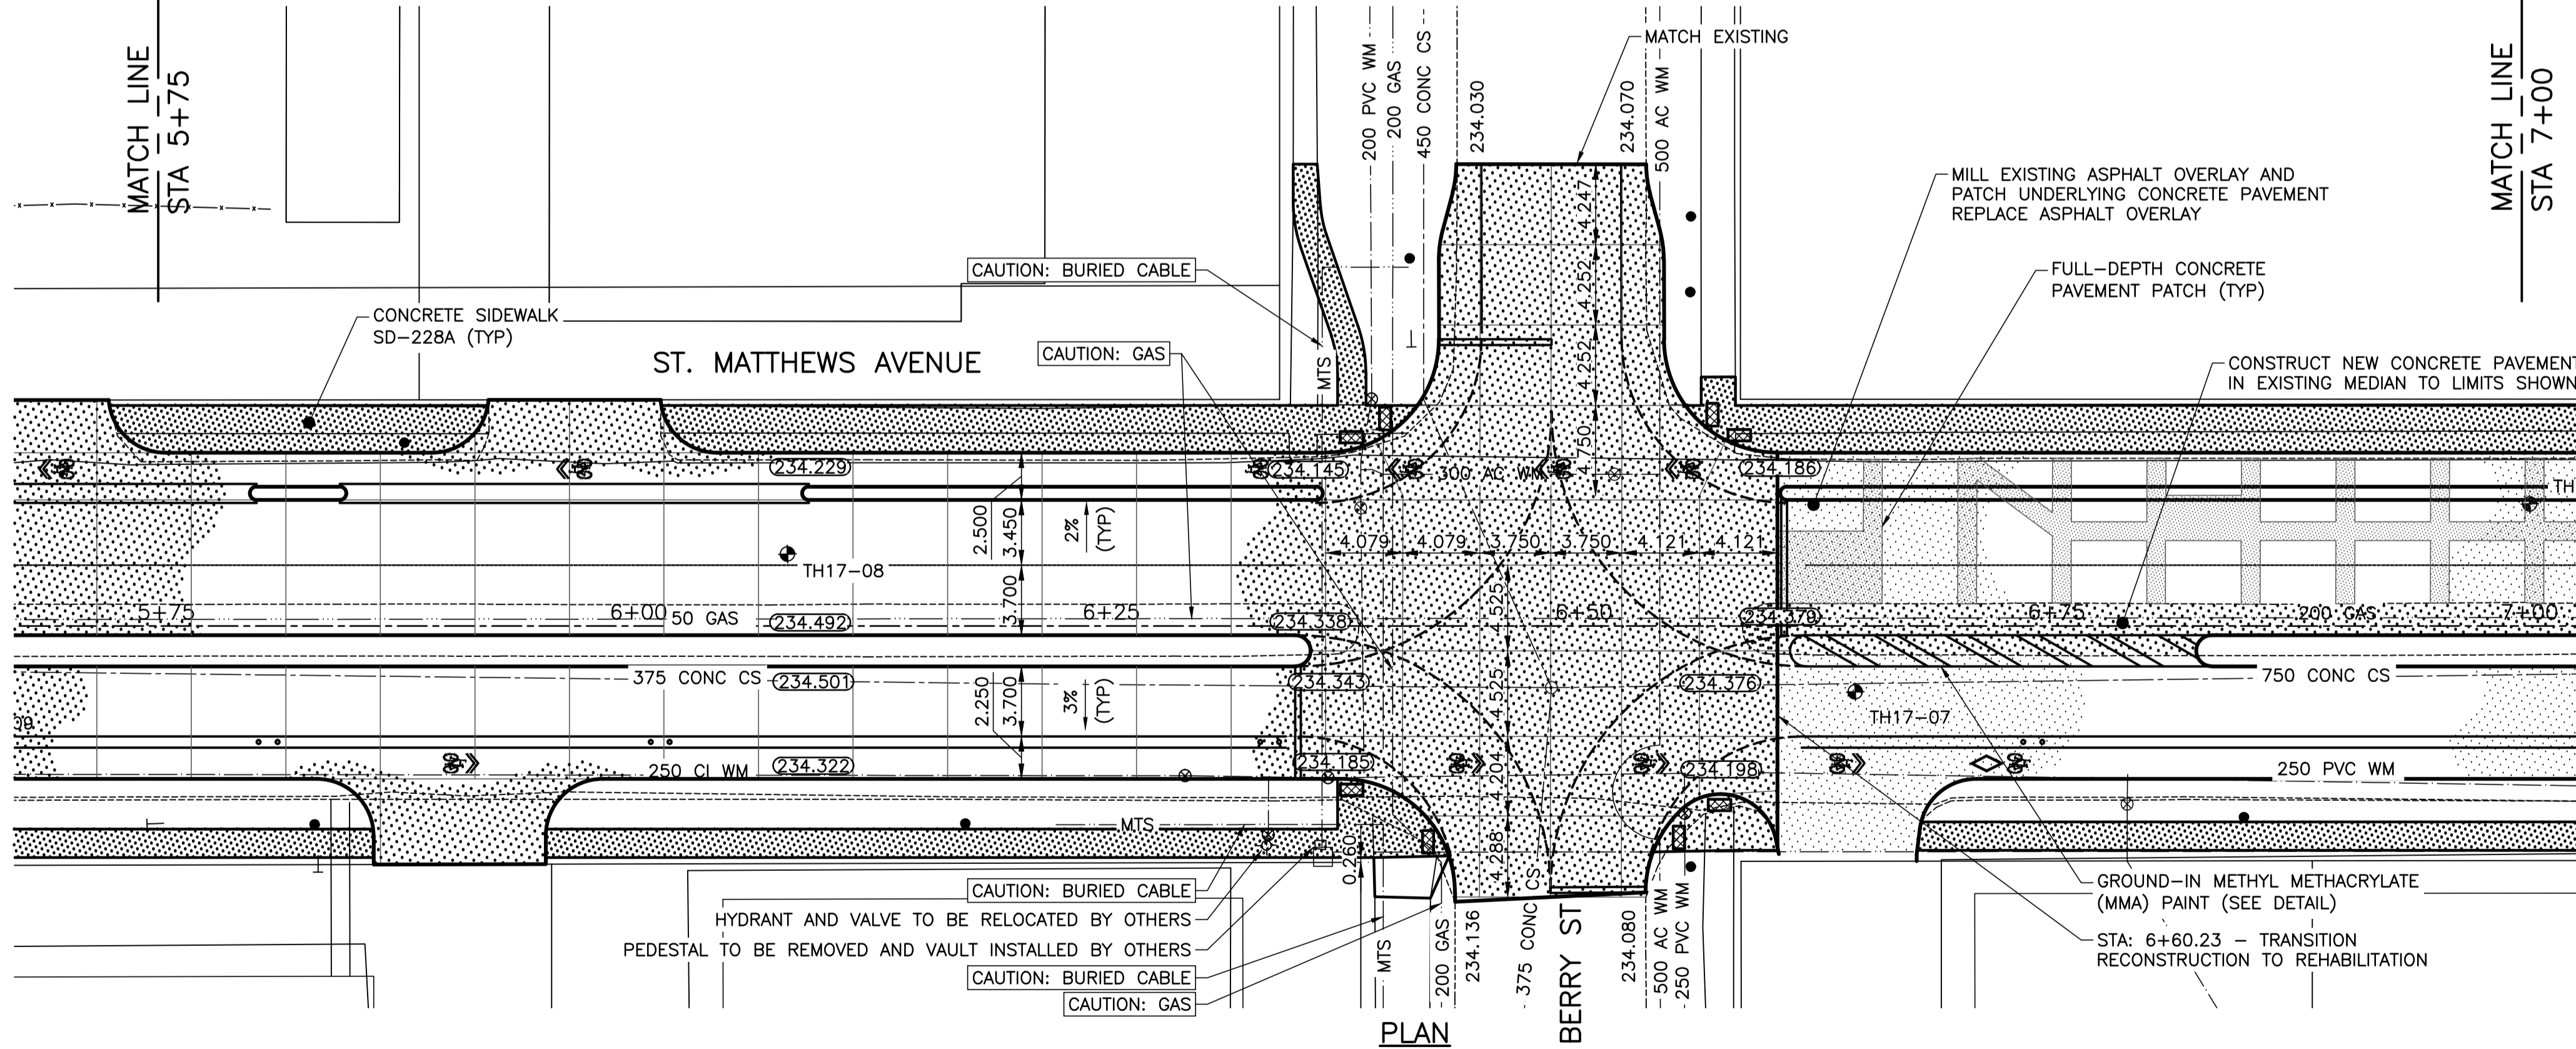 MATCH LINE
STA 5+75
MATCH EXISTING
200 PVC WM
200 GAS
450 CONC CS
234.030
234.070
500 AC WM
MATCH LINE
STA 7+00
MILL EXISTING ASPHALT OVERLAY AND
PATCH UNDERLYING CONCRETE PAVEMENT
REPLACE ASPHALT OVERLAY
FULL-DEPTH CONCRETE
PAVEMENT PATCH (TYP)
CONSTRUCT NEW CONCRETE PAVEMENT
IN EXISTING MEDIAN TO LIMITS SHOWN
CAUTION: BURIED CABLE
CONCRETE SIDEWALK
SD-228A (TYP)
ST. MATTHEWS AVENUE
CAUTION: GAS
MTS
4.247
4.252
4.252
4.750
234.229
234.145
300 AC WM
234.186
TH
2.500
3.450
2%
(TYP)
4.079
4.079
3.750
3.750
4.121
4.121
TH17-08
3.700
4.525
5+75
6+00
50 GAS
6+25
6+50
6+75
200 GAS
7+00
234.492
234.338
234.379
375 CONC CS
234.501
234.343
234.376
750 CONC CS
2.250
3.700
3%
(TYP)
4.525
TH17-07
09
250 CI WM
234.322
234.185
4.204
234.198
250 PVC WM
MTS
0.260
4.288
CAUTION: BURIED CABLE
HYDRANT AND VALVE TO BE RELOCATED BY OTHERS
PEDESTAL TO BE REMOVED AND VAULT INSTALLED BY OTHERS
CAUTION: BURIED CABLE
CAUTION: GAS
MTS
200 GAS
234.136
375 CONC CS
BERRY ST
234.080
500 AC WM
250 PVC WM
GROUND-IN METHYL METHACRYLATE
(MMA) PAINT (SEE DETAIL)
STA: 6+60.23 - TRANSITION
RECONSTRUCTION TO REHABILITATION
PLAN